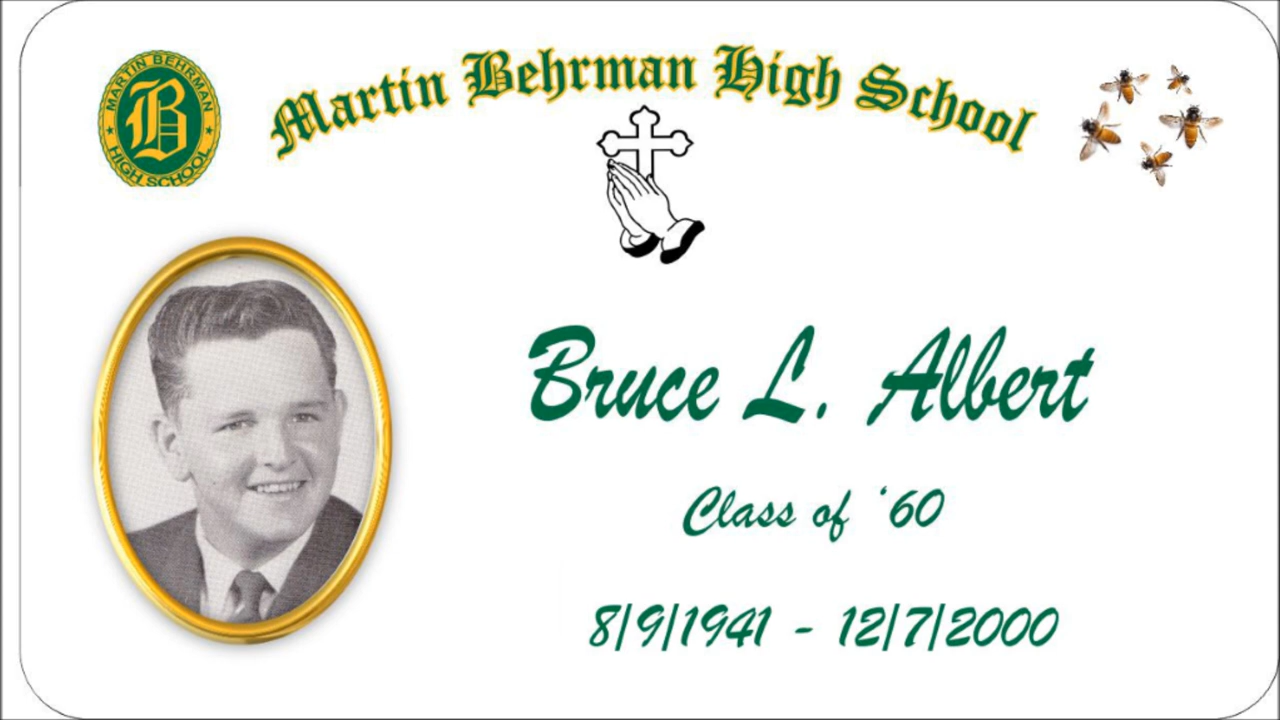 Martin Behrman High School
MARTIN BEHRMAN
B
HIGH SCHOOL
Bruce L. Albert
Class of ‘60
8/9/1941 - 12/7/2000